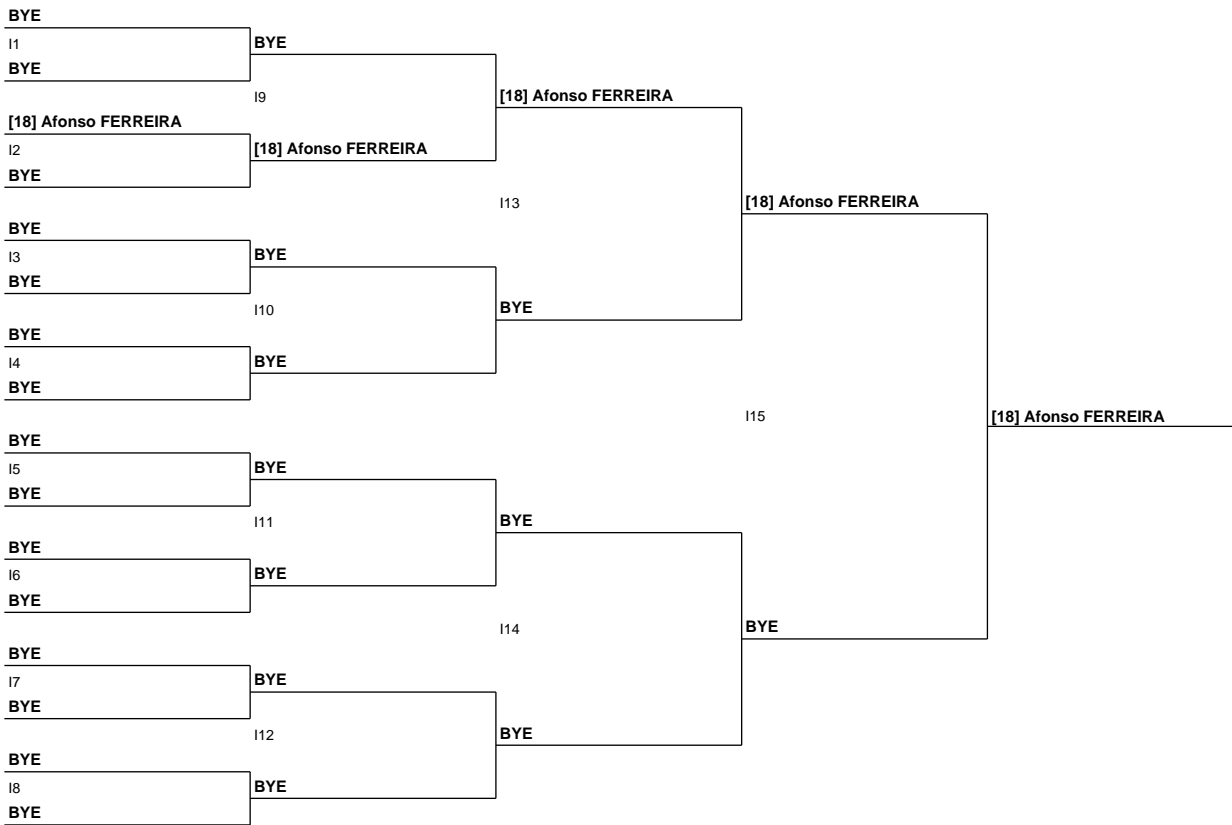 BYE
I1
BYE
BYE
I9
[18] Afonso FERREIRA
[18] Afonso FERREIRA
I2
[18] Afonso FERREIRA
BYE
I13
[18] Afonso FERREIRA
BYE
I3
BYE
BYE
I10
BYE
BYE
I4
BYE
BYE
I15
[18] Afonso FERREIRA
BYE
I5
BYE
BYE
I11
BYE
BYE
I6
BYE
BYE
I14
BYE
BYE
I7
BYE
BYE
I12
BYE
BYE
I8
BYE
BYE